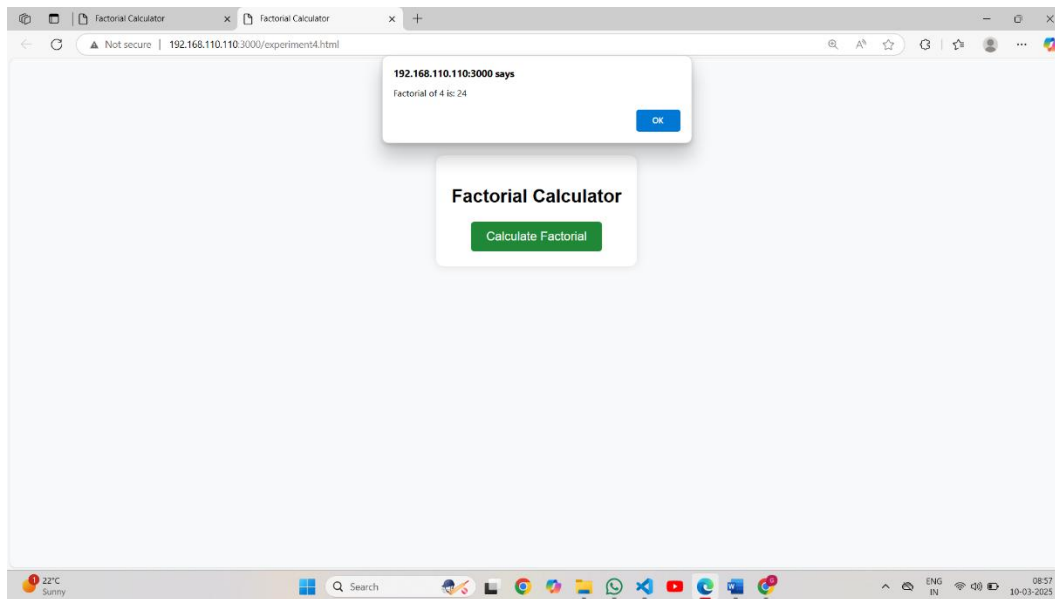 Factorial Calculator
Factorial Calculator
Not secure
192.168.110.110:3000/experiment4.html
192.168.110.110:3000 says
Factorial of 4 is: 24
OK
Factorial Calculator
Calculate Factorial
22°C
Sunny
Search
ENG
IN
08:57
10-03-2025